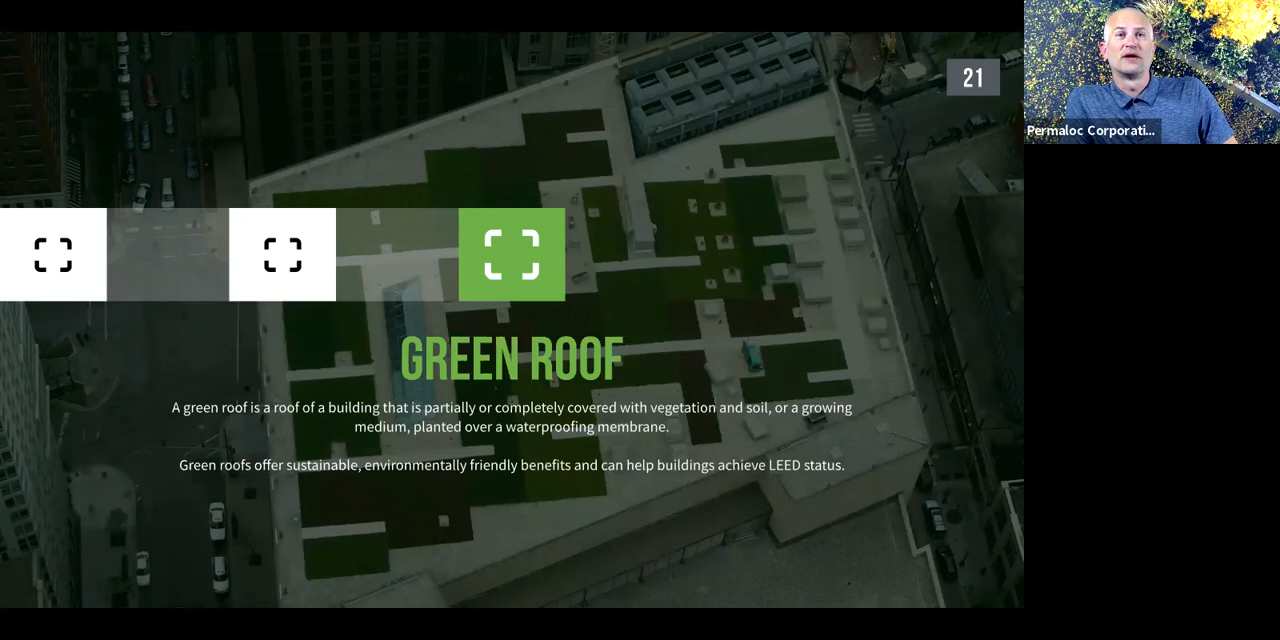 21
Permaloc Corporati...
GREEN ROOF
A green roof is a roof of a building that is partially or completely covered with vegetation and soil, or a growing
medium, planted over a waterproofing membrane.
Green roofs offer sustainable, environmentally friendly benefits and can help buildings achieve LEED status.